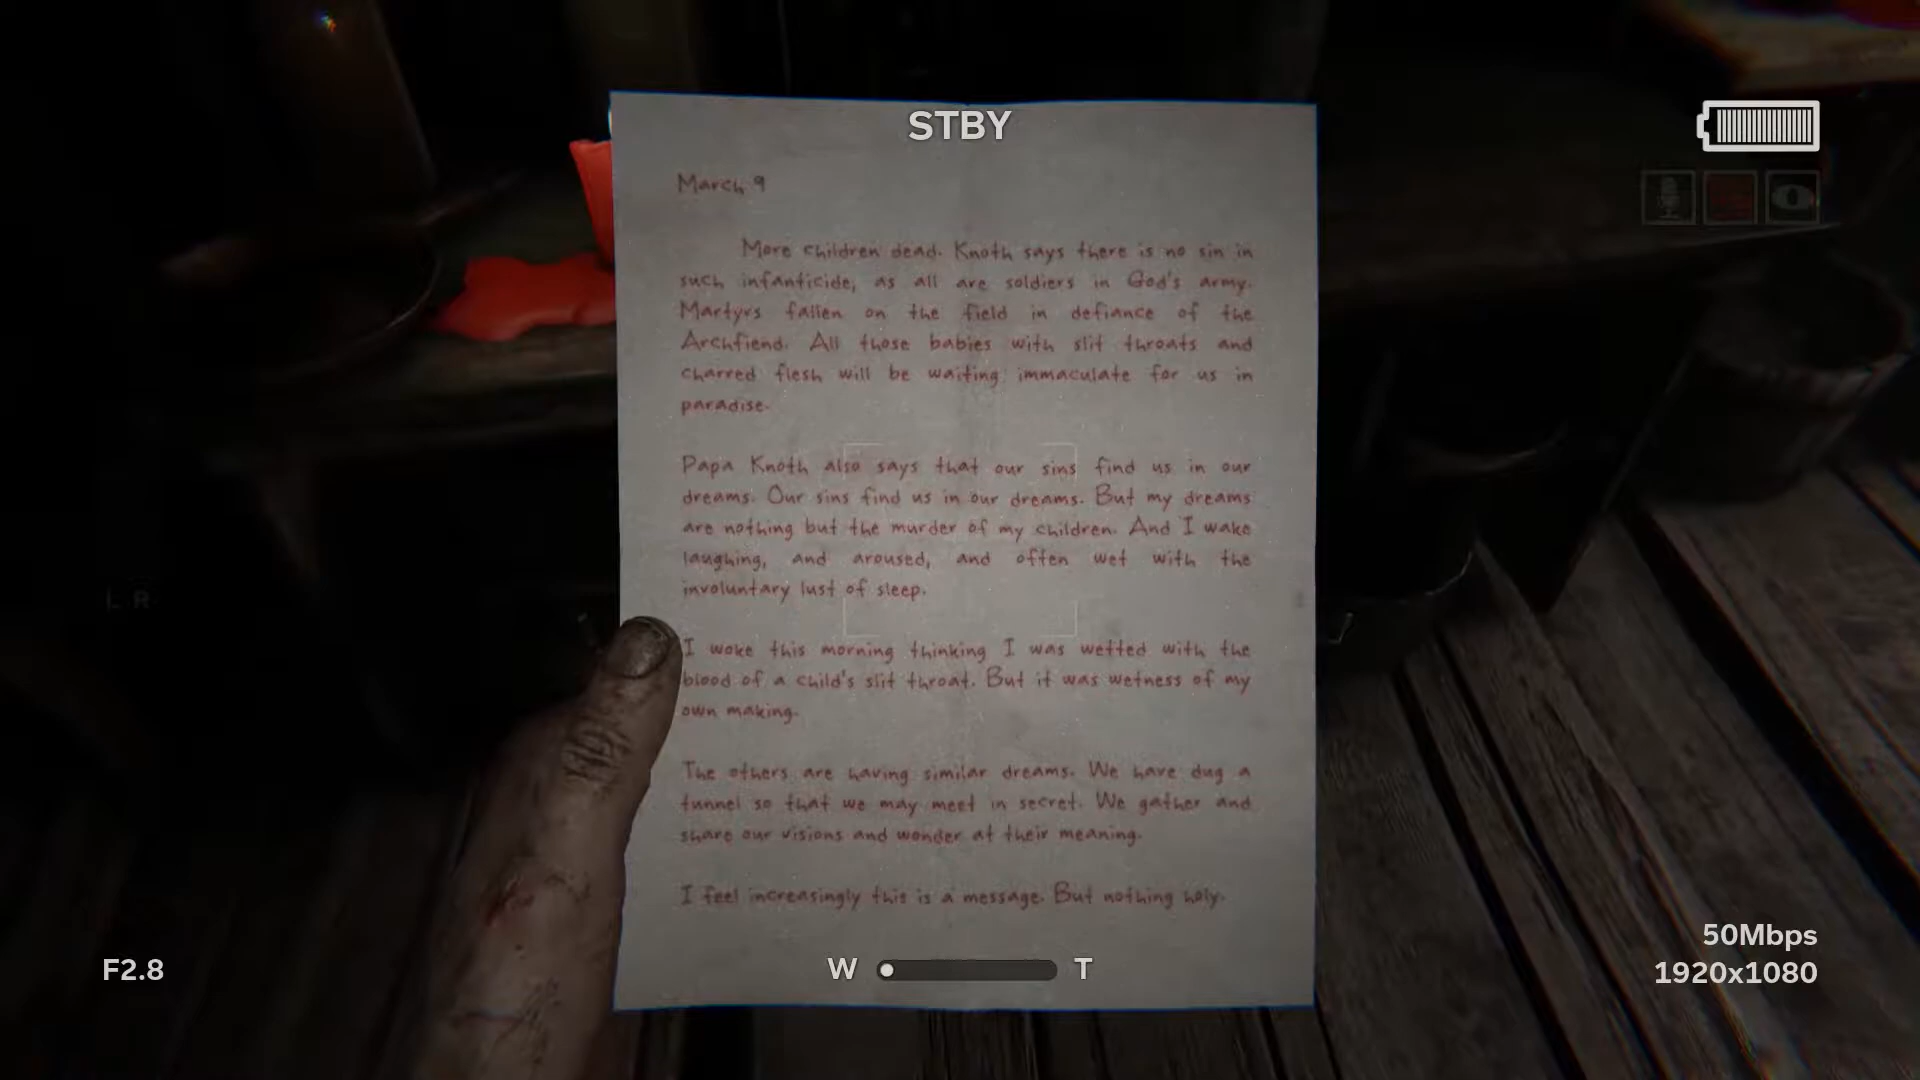 STBY
March 9
More children dead. Knoth says there is no sin in
such infanticide, as all are soldiers in God's army.
Martyrs fallen on the field in defiance of the
Archfiend. All those babies with slit throats and
charred flesh will be waiting immaculate for us in
paradise.
Papa Knoth also says that our sins find us in our
dreams. Our sins find us in our dreams. But my dreams
are nothing but the murder of my children. And I wake
laughing, and aroused, and often wet with the
involuntary lust of sleep.
I woke this morning thinking I was wetted with the
blood of a child's slit throat. But it was wetness of my
own making.
The others are having similar dreams. We have dug a
tunnel so that we may meet in secret. We gather and
share our visions and wonder at their meaning.
I feel increasingly this is a message. But nothing holy.
L R
F2.8
W T
50Mbps
1920x1080